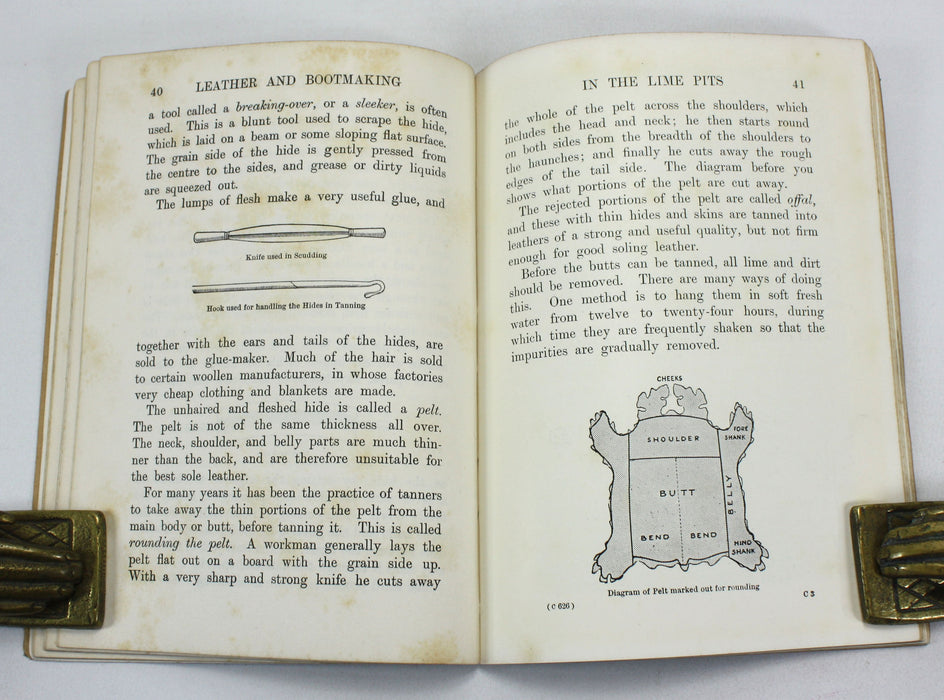 40 LEATHER AND BOOTMAKING
a tool called a breaking-over, or a sleeker, is often
used. This is a blunt tool used to scrape the hide,
which is laid on a beam or some sloping flat surface.
The grain side of the hide is gently pressed from
the centre to the sides, and grease or dirty liquids
are squeezed out.
The lumps of flesh make a very useful glue, and
Knife used in Scudding
Hook used for handling the Hides in Tanning
together with the ears and tails of the hides, are
sold to the glue-maker. Much of the hair is sold
to certain woollen manufacturers, in whose factories
very cheap clothing and blankets are made.
The unhaired and fleshed hide is called a pelt.
The pelt is not of the same thickness all over.
The neck, shoulder, and belly parts are much thin-
ner than the back, and are therefore unsuitable for
the best sole leather.
For many years it has been the practice of tanners
to take away the thin portions of the pelt from the
main body or butt, before tanning it. This is called
rounding the pelt. A workman generally lays the
pelt flat out on a board with the grain side up.
With a very sharp and strong knife he cuts away
IN THE LIME PITS 41
the whole of the pelt across the shoulders, which
includes the head and neck; he then starts round
on both sides from the breadth of the shoulders to
the haunches; and finally he cuts away the rough
edges of the tail side. The diagram before you
shows what portions of the pelt are cut away.
The rejected portions of the pelt are called offal,
and these with thin hides and skins are tanned into
leathers of a strong and useful quality, but not firm
enough for good soling leather.
Before the butts can be tanned, all lime and dirt
should be removed. There are many ways of doing
this. One method is to hang them in soft fresh
water from twelve to twenty-four hours, during
which time they are frequently shaken so that the
impurities are gradually removed.
CHEEKS
SHOULDER
FORE
SHANK
BUTT
BELLY
BEND BEND
HIND
SHANK
Diagram of Pelt marked out for rounding
(C 626) C 3